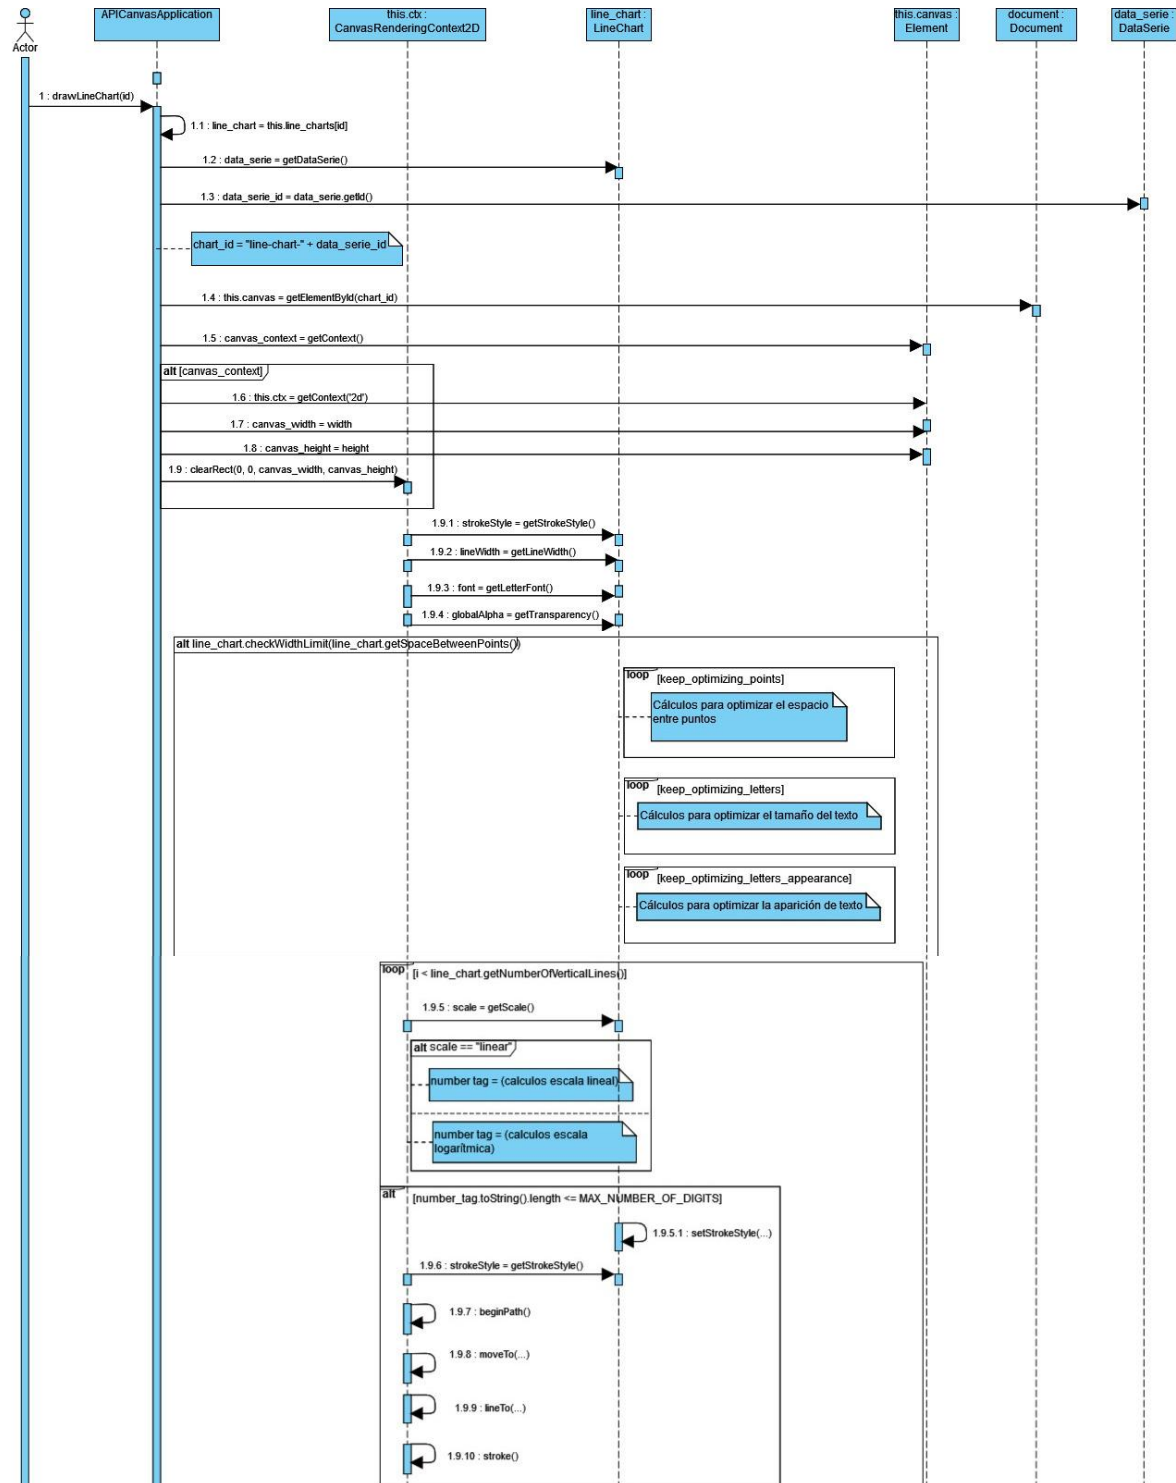 Actor
APICanvasApplication
this.ctx :
CanvasRenderingContext2D
line_chart :
LineChart
this.canvas :
Element
document :
Document
data_serie :
DataSerie
1 : drawLineChart(id)
1.1 : line_chart = this.line_charts[id]
1.2 : data_serie = getDataSerie()
1.3 : data_serie_id = data_serie.getId()
chart_id = "line-chart-" + data_serie_id
1.4 : this.canvas = getElementById(chart_id)
1.5 : canvas_context = getContext()
alt [canvas_context]
1.6 : this.ctx = getContext('2d')
1.7 : canvas_width = width
1.8 : canvas_height = height
1.9 : clearRect(0, 0, canvas_width, canvas_height)
1.9.1 : strokeStyle = getStrokeStyle()
1.9.2 : lineWidth = getLineWidth()
1.9.3 : font = getLetterFont()
1.9.4 : globalAlpha = getTransparency()
alt line_chart.checkWidthLimit(line_chart.getSpaceBetweenPoints())
loop [keep_optimizing_points]
Cálculos para optimizar el espacio
entre puntos
loop [keep_optimizing_letters]
Cálculos para optimizar el tamaño del texto
loop [keep_optimizing_letters_appearance]
Cálculos para optimizar la aparición de texto
loop [i < line_chart.getNumberOfVerticalLines()]
1.9.5 : scale = getScale()
alt scale == "linear"
number tag = (calculos escala lineal)
number tag = (calculos escala
logarítmica)
alt [number_tag.toString().length <= MAX_NUMBER_OF_DIGITS]
1.9.5.1 : setStrokeStyle(...)
1.9.6 : strokeStyle = getStrokeStyle()
1.9.7 : beginPath()
1.9.8 : moveTo(...)
1.9.9 : lineTo(...)
1.9.10 : stroke()